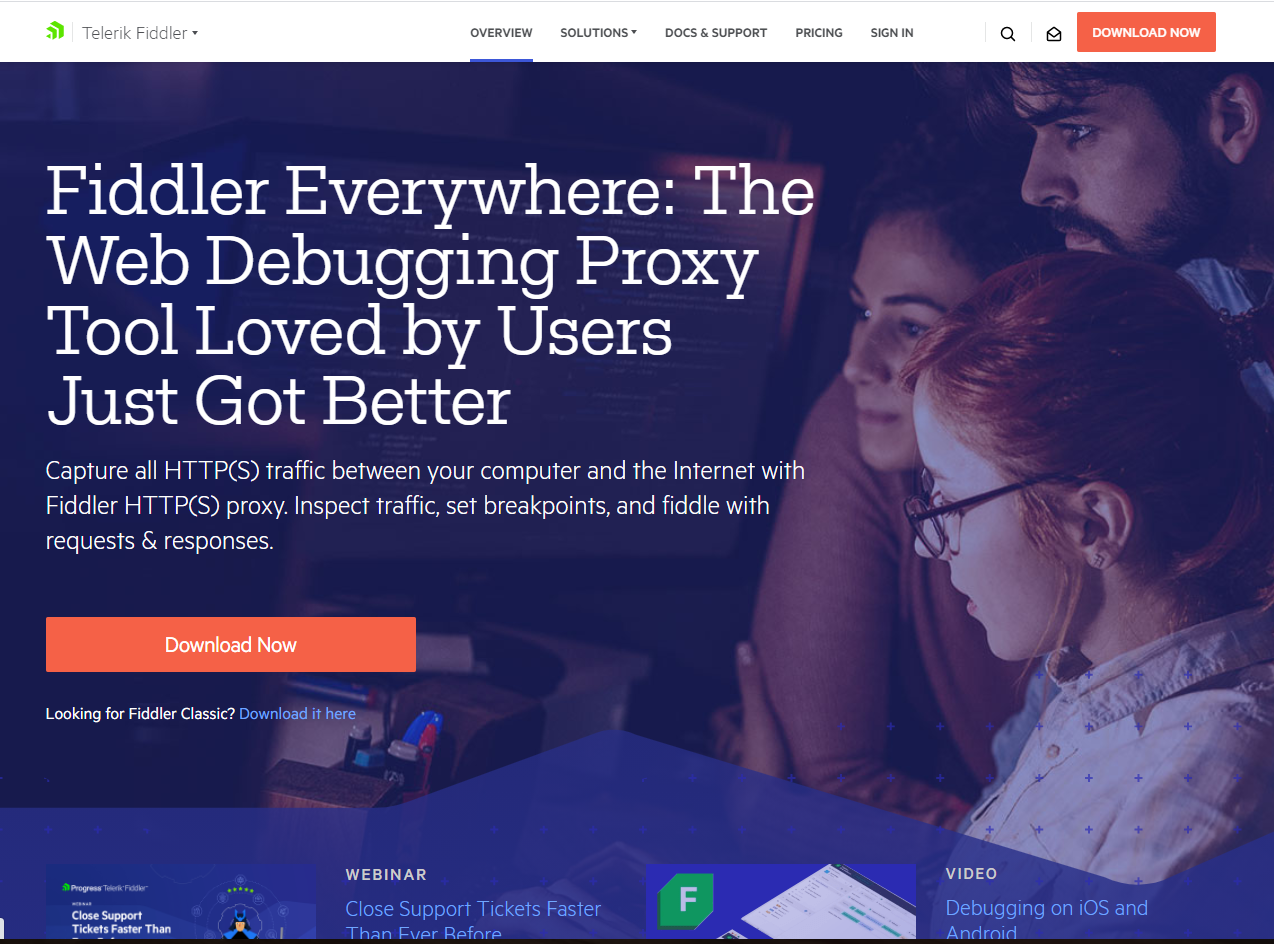 Telerik Fiddler
OVERVIEW
SOLUTIONS
DOCS & SUPPORT
PRICING
SIGN IN
DOWNLOAD NOW
Fiddler Everywhere: The
Web Debugging Proxy
Tool Loved by Users
Just Got Better
Capture all HTTP(S) traffic between your computer and the Internet with
Fiddler HTTP(S) proxy. Inspect traffic, set breakpoints, and fiddle with
requests & responses.
Download Now
Looking for Fiddler Classic? Download it here
Progress Telerik Fiddler
WEBINAR
Close Support
Tickets Faster Than
WEBINAR
Close Support Tickets Faster
Than Ever Before
F
VIDEO
Debugging on iOS and
Android